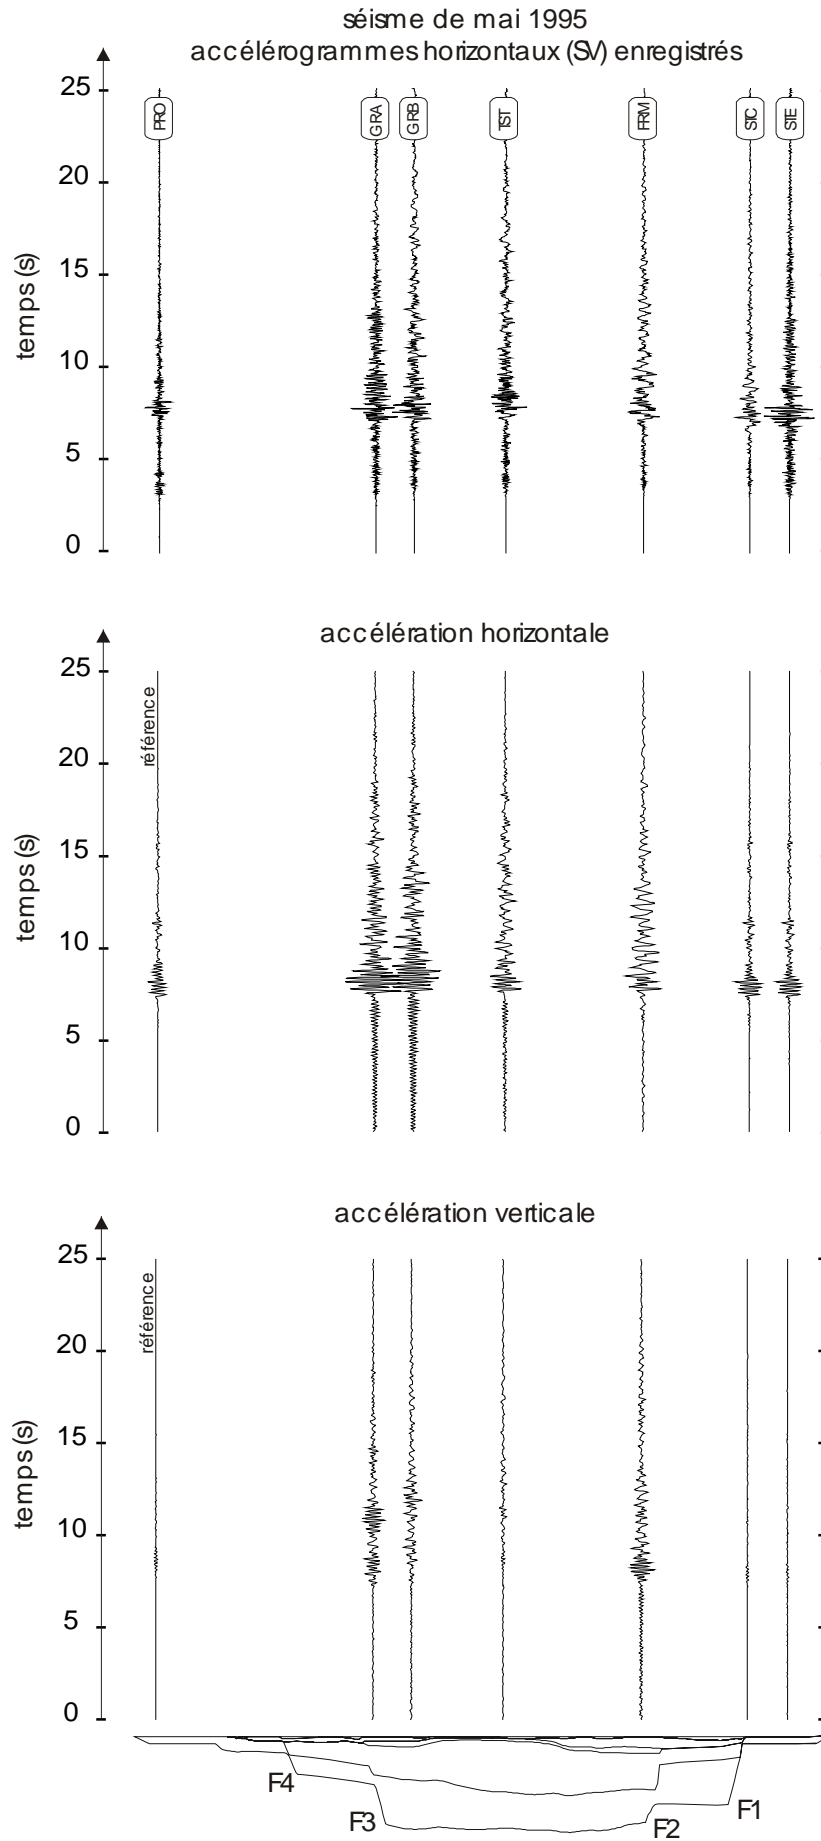 séisme de mai 1995
accélérogrammes horizontaux (SV) enregistrés
25
PRO
GRA
GRB
TST
FRM
STC
STE
20
temps (s)
15
10
5
0
accélération horizontale
25
référence
20
temps (s)
15
10
5
0
accélération verticale
25
référence
20
temps (s)
15
10
5
0
F4
F3
F2
F1